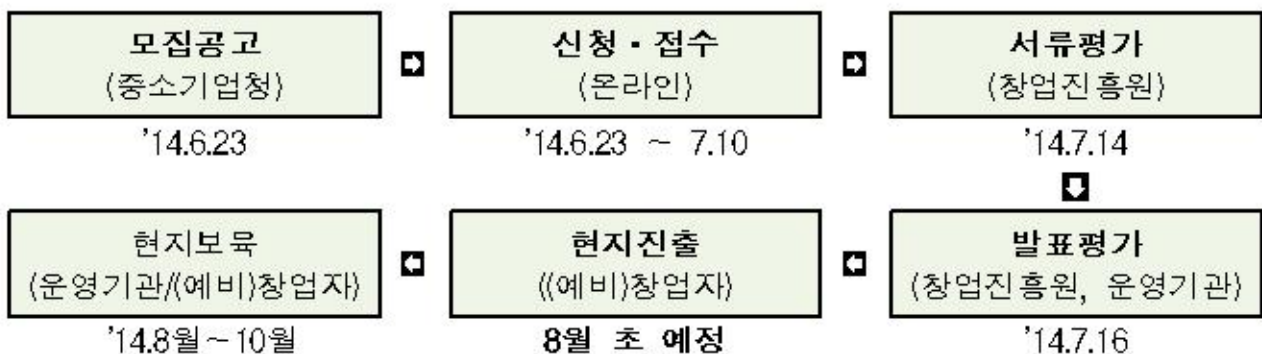 모집공고
(중소기업청)
'14.6.23
신청·접수
(온라인)
'14.6.23 ~ 7.10
서류평가
(창업진흥원)
'14.7.14
발표평가
(창업진흥원, 운영기관)
'14.7.16
현지진출
((예비)창업자)
8월 초 예정
현지보육
(운영기관/(예비)창업자)
'14.8월~10월